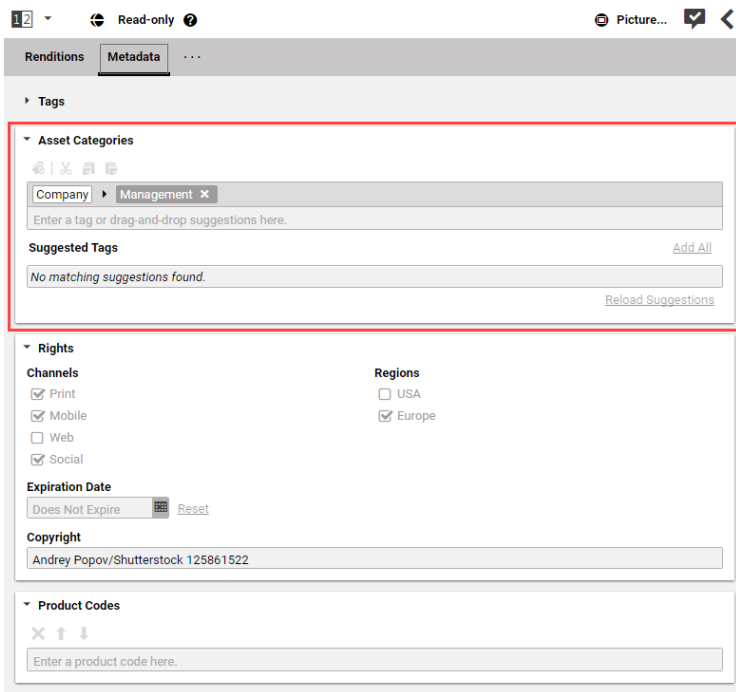 12 Read-only ? Picture...
Renditions Metadata ...
Tags
Asset Categories
Company Management
Enter a tag or drag-and-drop suggestions here.
Suggested Tags Add All
No matching suggestions found.
Reload Suggestions
Rights
Channels Regions
Print USA
Mobile Europe
Web
Social
Expiration Date
Does Not Expire Reset
Copyright
Andrey Popov/Shutterstock 125861522
Product Codes
Enter a product code here.